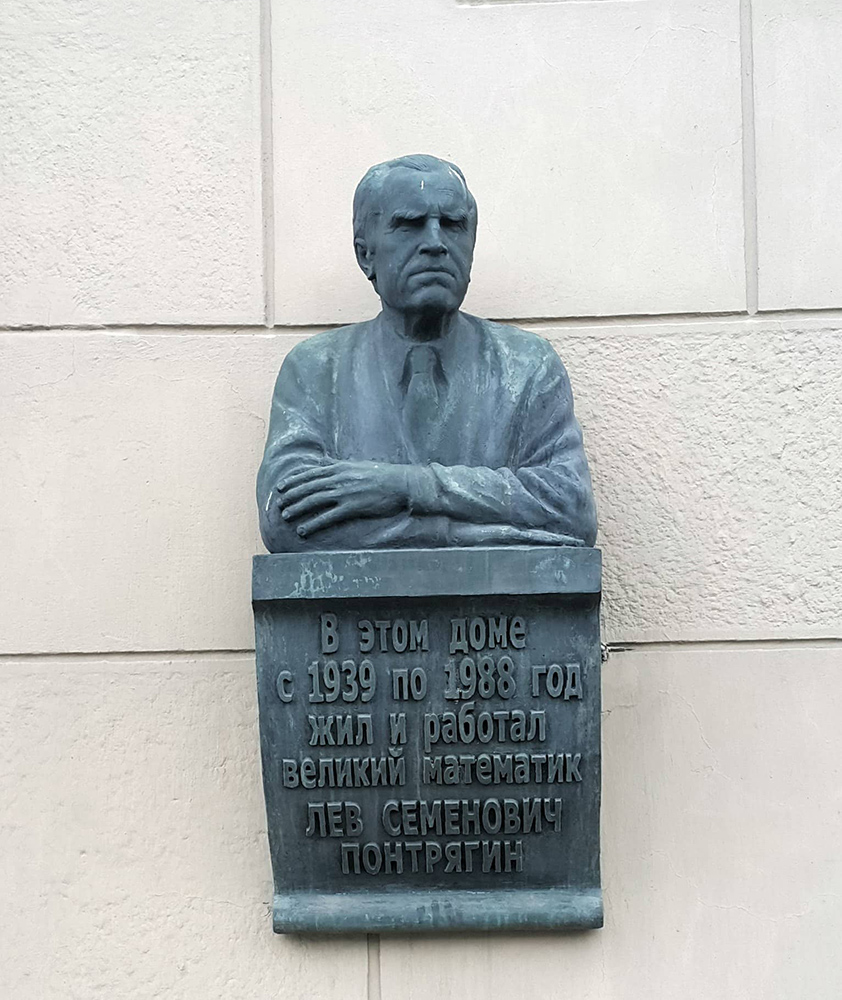 В этом доме
с 1939 по 1988 год
жил и работал
великий математик
ЛЕВ СЕМЕНОВИЧ
ПОНТРЯГИН